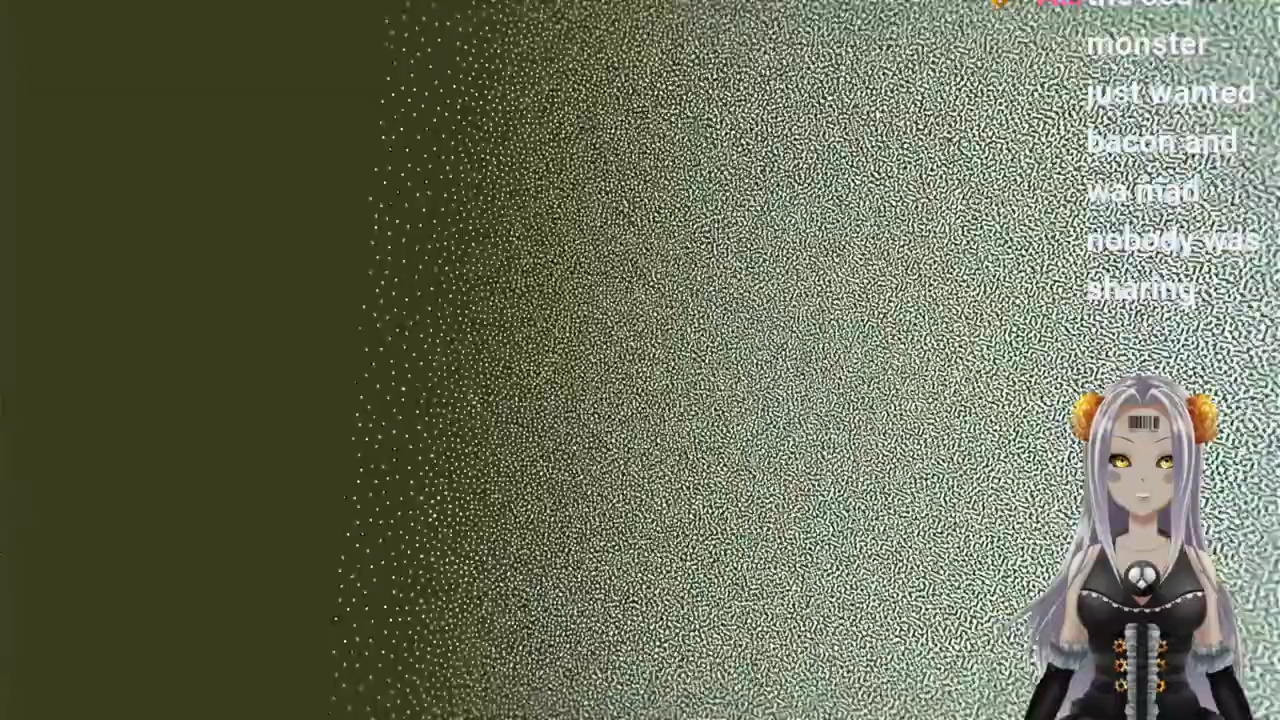 monster
just wanted
bacon and
wa mad
nobody was
sharing